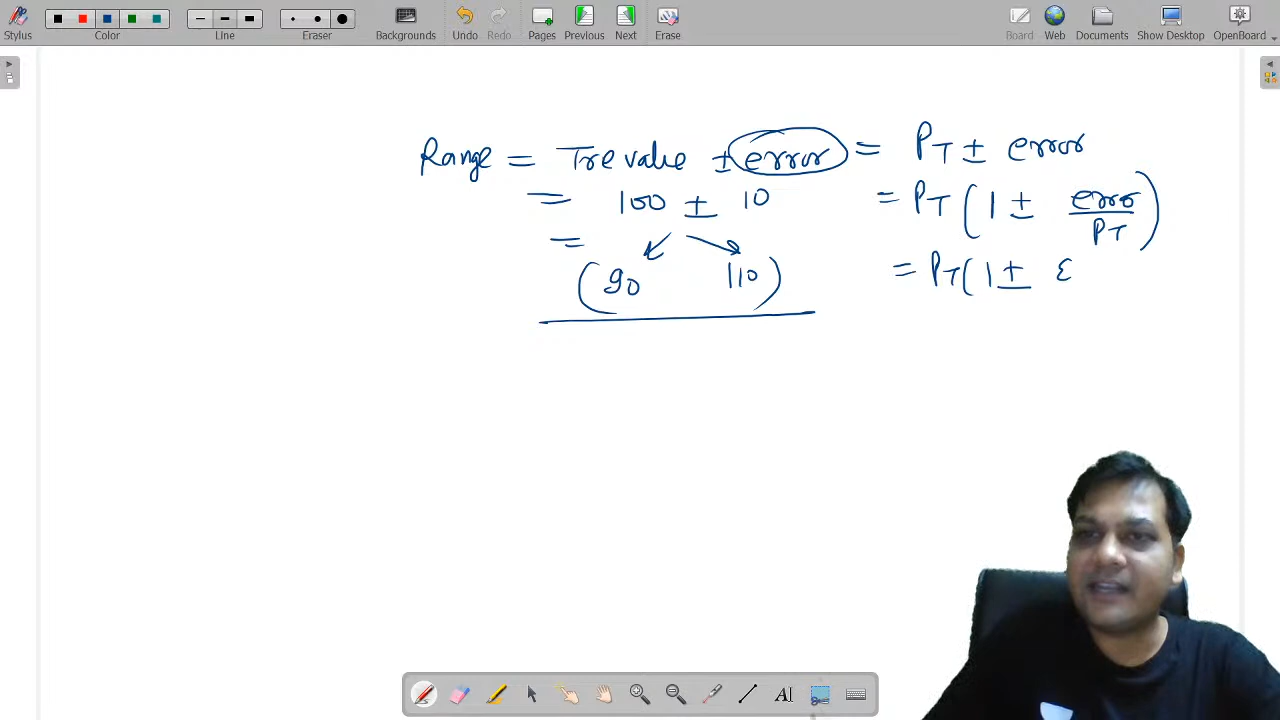 Stylus Color Line Eraser Backgrounds Undo Redo Pages Previous Next Erase Board Web Documents Show Desktop OpenBoard
Range = Tre value ± error = PT ± error
= 100 ± 10 = PT ( 1 ± error / PT )
= (90 110) = PT ( 1 ± ε
AI